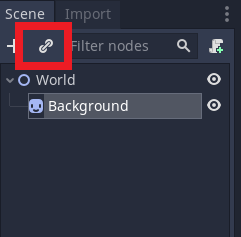 Scene Import
Filter nodes
World
Background